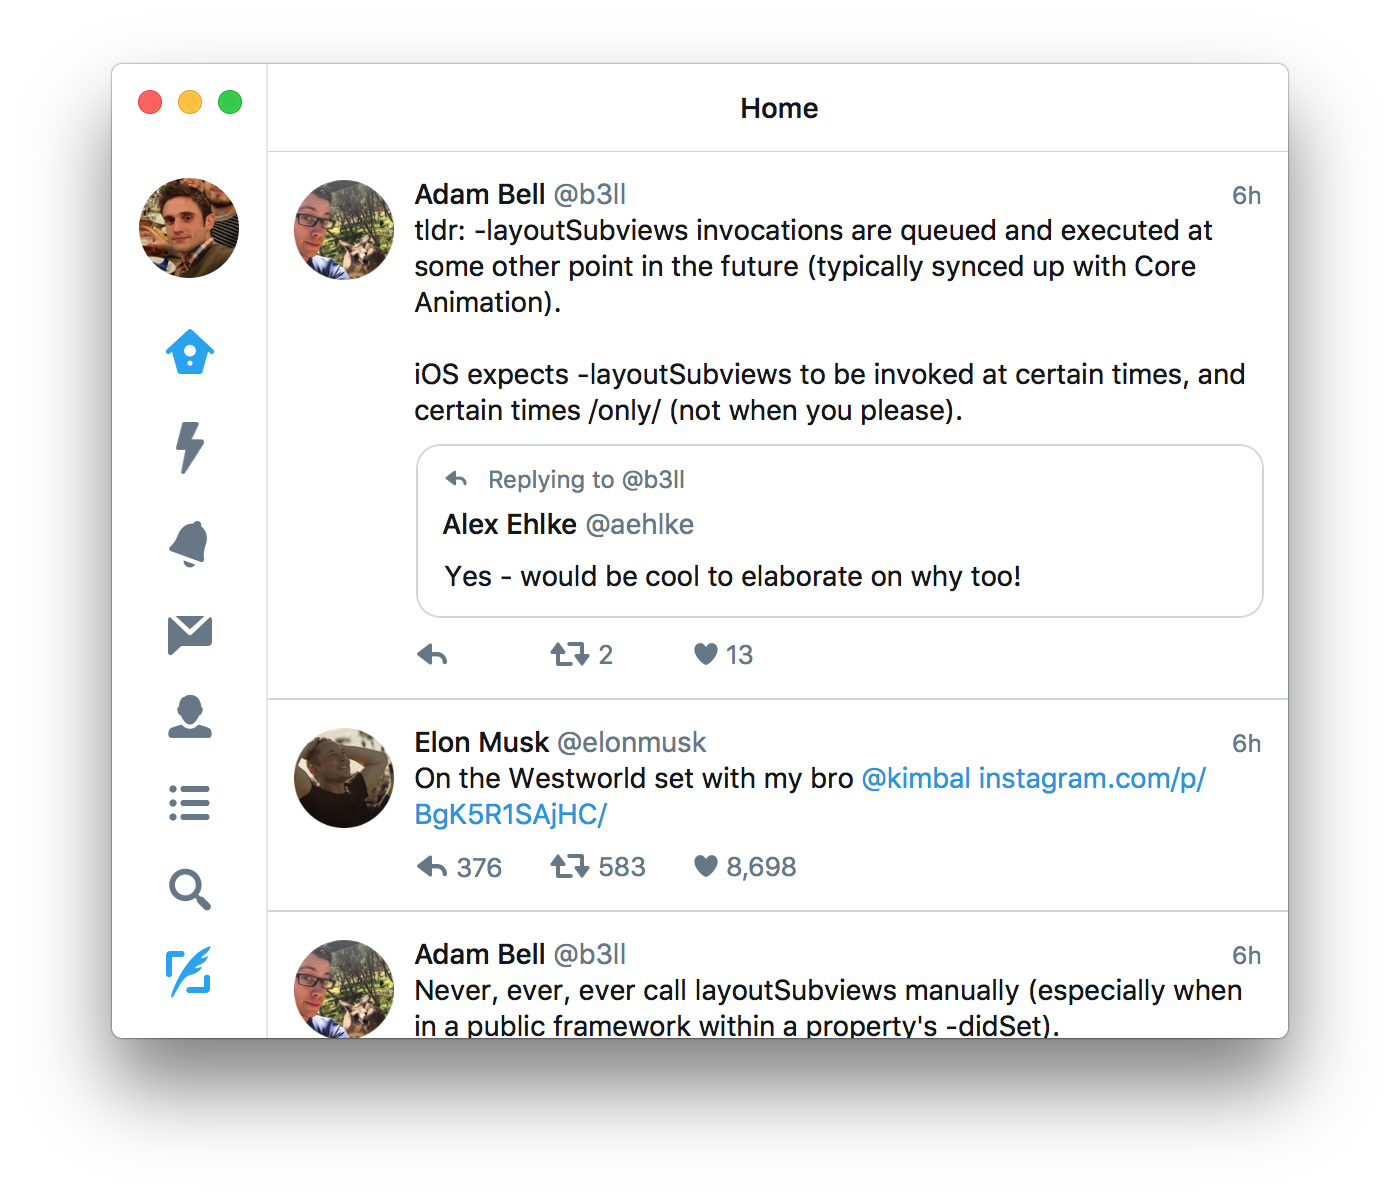 Home
Adam Bell @b3ll 6h
tldr: -layoutSubviews invocations are queued and executed at
some other point in the future (typically synced up with Core
Animation).
iOS expects -layoutSubviews to be invoked at certain times, and
certain times /only/ (not when you please).
Replying to @b3ll
Alex Ehlke @aehlke
Yes - would be cool to elaborate on why too!
2 13
Elon Musk @elonmusk 6h
On the Westworld set with my bro @kimbal instagram.com/p/
BgK5R1SAjHC/
376 583 8,698
Adam Bell @b3ll 6h
Never, ever, ever call layoutSubviews manually (especially when
in a public framework within a property's -didSet).